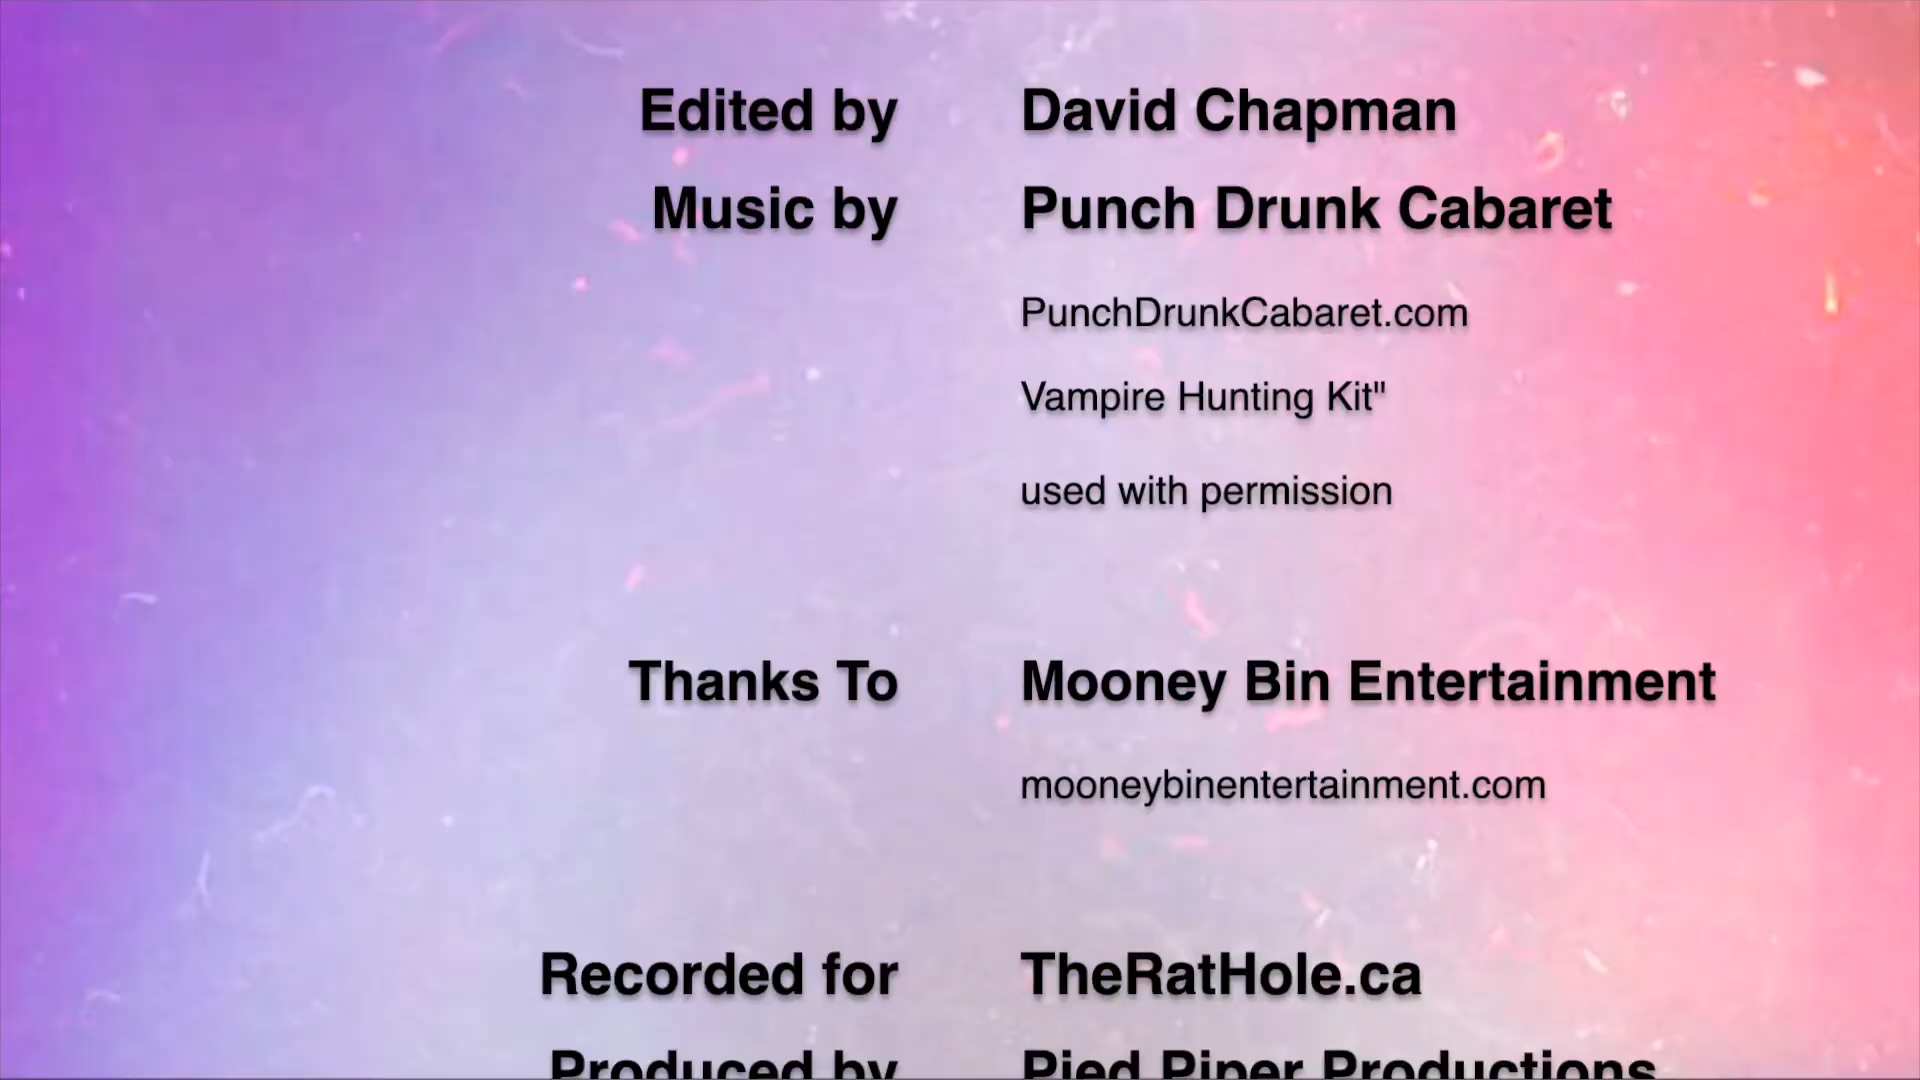 Edited by David Chapman
Music by Punch Drunk Cabaret
PunchDrunkCabaret.com
Vampire Hunting Kit"
used with permission
Thanks To Mooney Bin Entertainment
mooneybinentertainment.com
Recorded for TheRatHole.ca
Produced by Pied Piper Productions